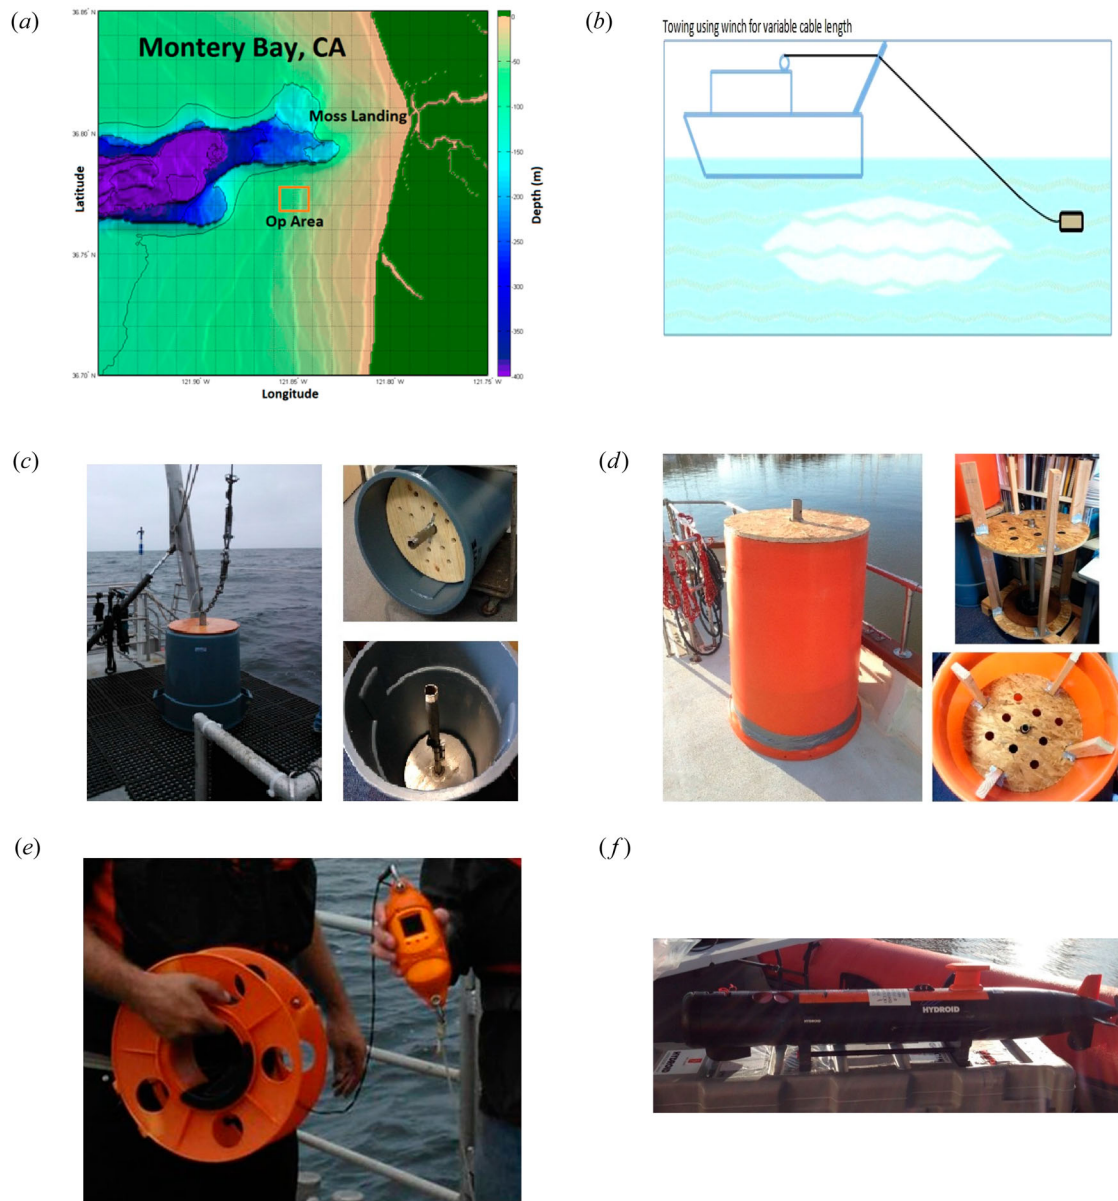 (a)
Montery Bay, CA
Moss Landing
Op Area
Latitude
36.85° N
36.80° N
36.75° N
36.70° N
121.90° W
121.85° W
121.80° W
121.75° W
Longitude
0
-50
-100
-150
-200
-250
-300
-350
-400
Depth (m)
(b)
Towing using winch for variable cable length
(c)
(d)
(e)
(f)
HYDROID
HYDROID